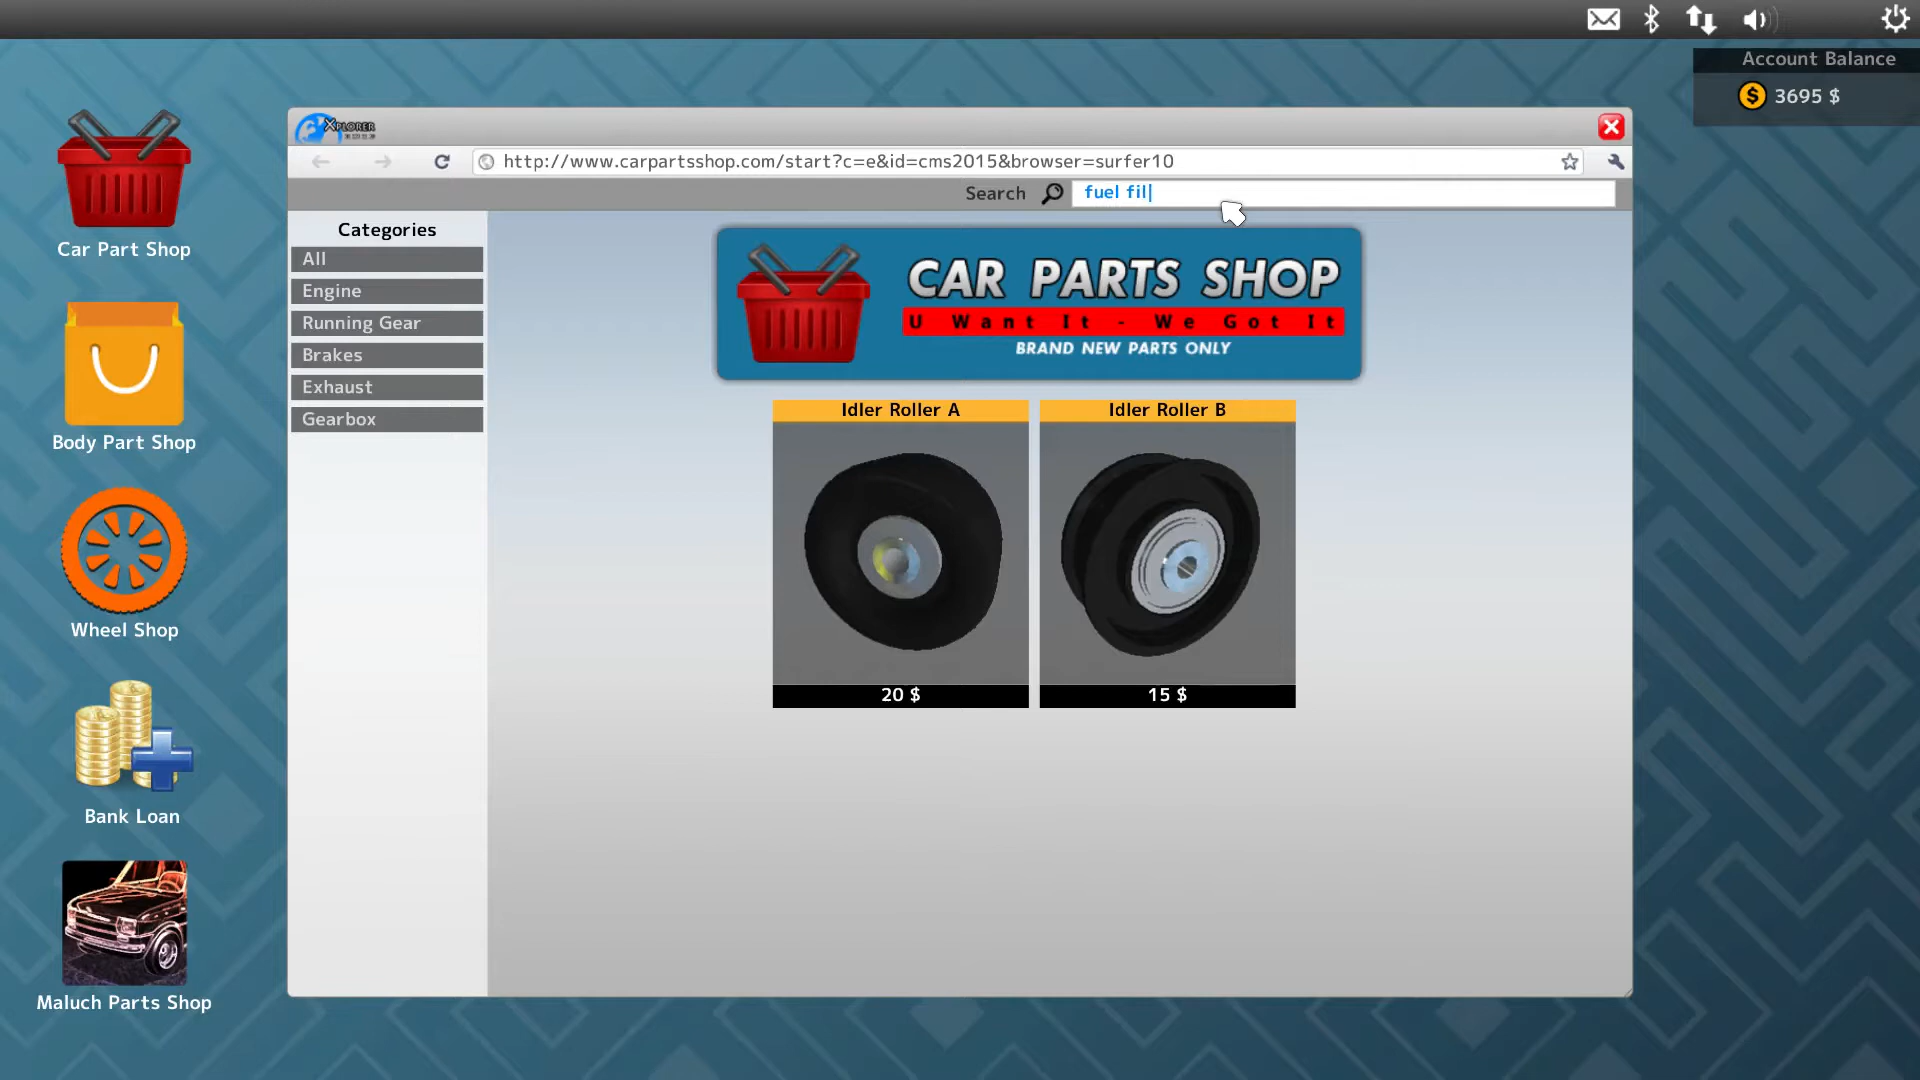 Account Balance
3695 $
XPLORER
http://www.carpartsshop.com/start?c=e&id=cms2015&browser=surfer10
Search
fuel fil
Categories
All
Engine
Running Gear
Brakes
Exhaust
Gearbox
CAR PARTS SHOP
U Want It - We Got It
BRAND NEW PARTS ONLY
Idler Roller A
Idler Roller B
20 $
15 $
Car Part Shop
Body Part Shop
Wheel Shop
Bank Loan
Maluch Parts Shop